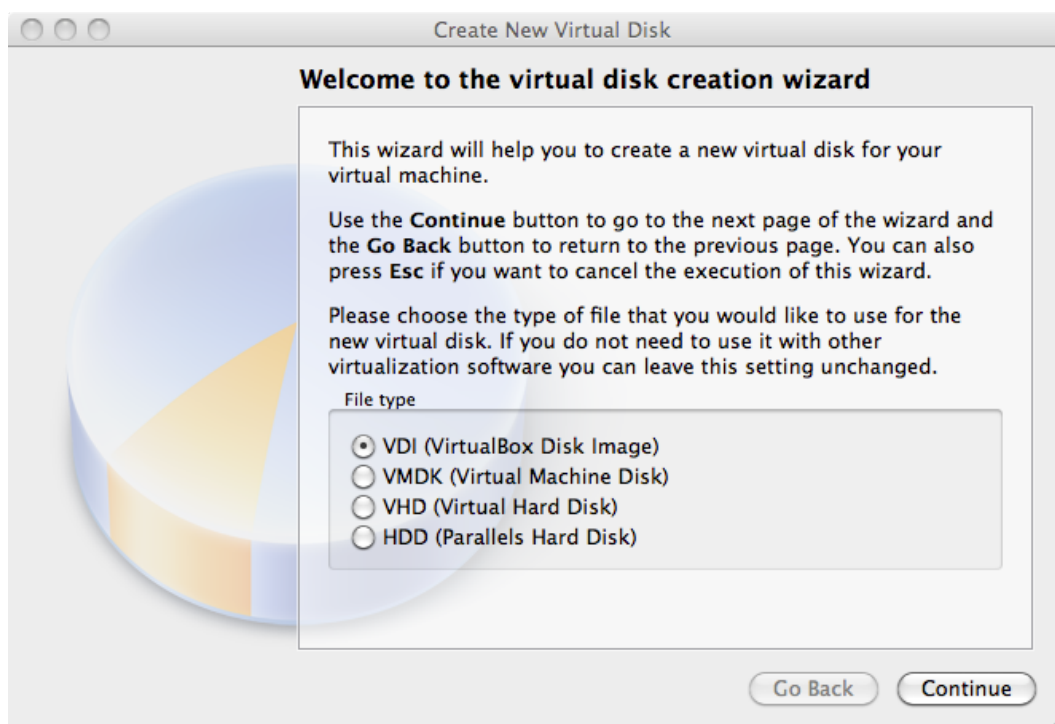 Create New Virtual Disk
Welcome to the virtual disk creation wizard
This wizard will help you to create a new virtual disk for your
virtual machine.
Use the Continue button to go to the next page of the wizard and
the Go Back button to return to the previous page. You can also
press Esc if you want to cancel the execution of this wizard.
Please choose the type of file that you would like to use for the
new virtual disk. If you do not need to use it with other
virtualization software you can leave this setting unchanged.
File type
VDI (VirtualBox Disk Image)
VMDK (Virtual Machine Disk)
VHD (Virtual Hard Disk)
HDD (Parallels Hard Disk)
Go Back Continue